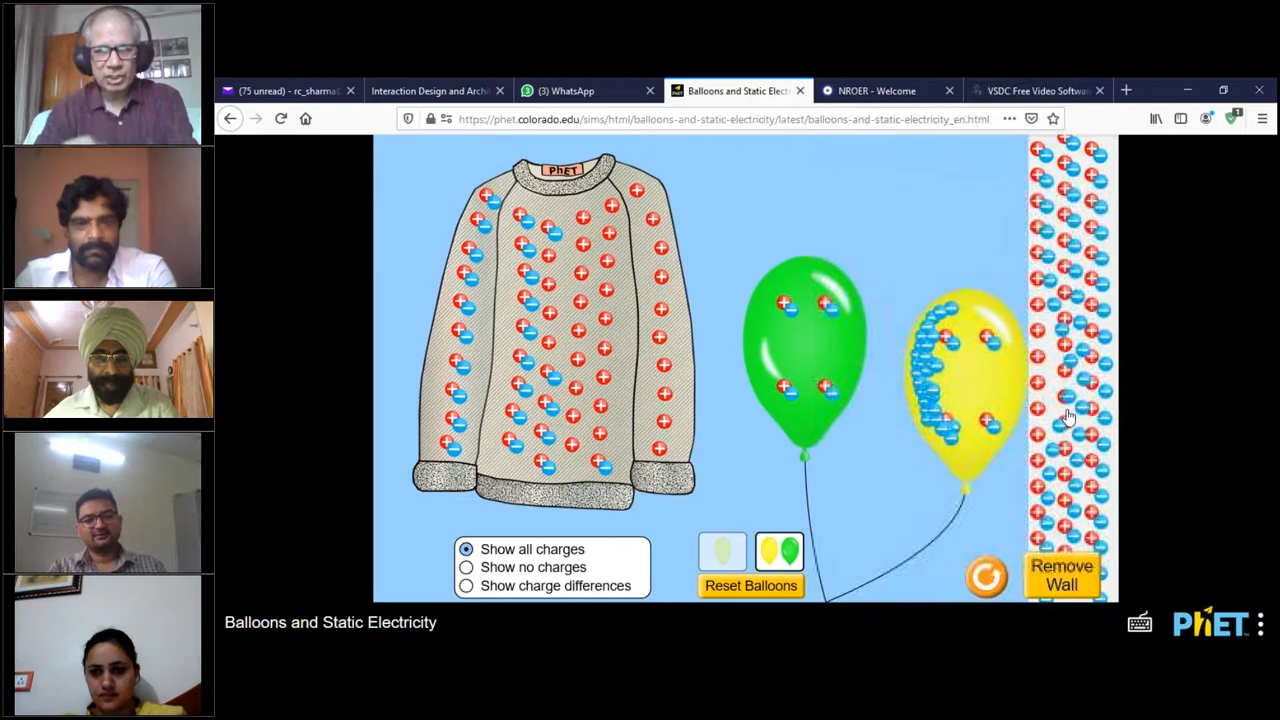 (75 unread) - rc_sharma
Interaction Design and Archi
(3) WhatsApp
Balloons and Static Elect
NROER - Welcome
VSDC Free Video Softwa
https://phet.colorado.edu/sims/html/balloons-and-static-electricity/latest/balloons-and-static-electricity_en.html
PhET
Show all charges
Show no charges
Show charge differences
Reset Balloons
Remove
Wall
Balloons and Static Electricity
PhET